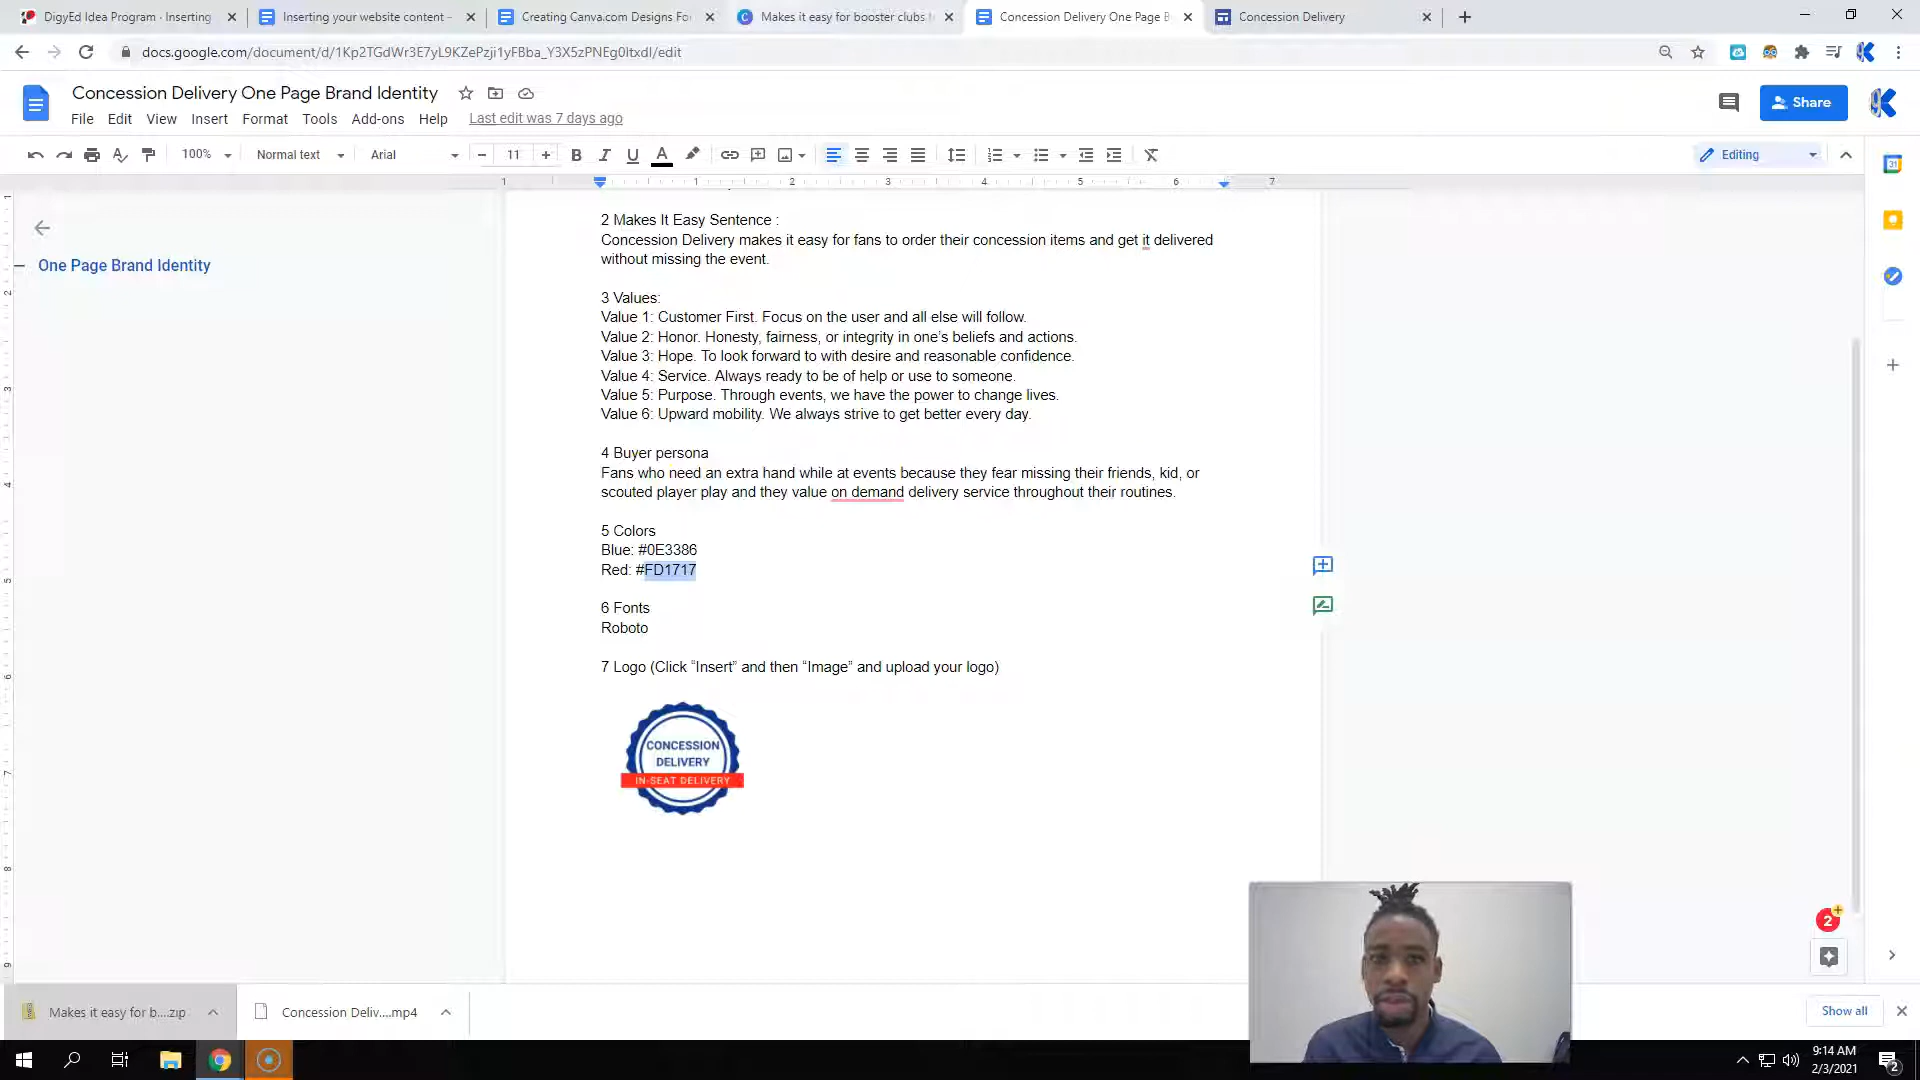 DigyEd Idea Program · Inserting
Inserting your website content –
Creating Canva.com Designs Fo
Makes it easy for booster clubs t
Concession Delivery One Page B
Concession Delivery
docs.google.com/document/d/1Kp2TGdWr3E7yL9KZePzji1yFBba_Y3X5zPNEg0ltxdI/edit
Concession Delivery One Page Brand Identity
File Edit View Insert Format Tools Add-ons Help Last edit was 7 days ago
Share
100% Normal text Arial 11 Editing
1 1 2 3 4 5 6 7
One Page Brand Identity
2 Makes It Easy Sentence :
Concession Delivery makes it easy for fans to order their concession items and get it delivered
without missing the event.
3 Values:
Value 1: Customer First. Focus on the user and all else will follow.
Value 2: Honor. Honesty, fairness, or integrity in one's beliefs and actions.
Value 3: Hope. To look forward to with desire and reasonable confidence.
Value 4: Service. Always ready to be of help or use to someone.
Value 5: Purpose. Through events, we have the power to change lives.
Value 6: Upward mobility. We always strive to get better every day.
4 Buyer persona
Fans who need an extra hand while at events because they fear missing their friends, kid, or
scouted player play and they value on demand delivery service throughout their routines.
5 Colors
Blue: #0E3386
Red: #FD1717
6 Fonts
Roboto
7 Logo (Click “Insert” and then “Image” and upload your logo)
CONCESSION
DELIVERY
IN-SEAT DELIVERY
2
Makes it easy for b....zip
Concession Deliv....mp4
Show all
9:14 AM
2/3/2021
2